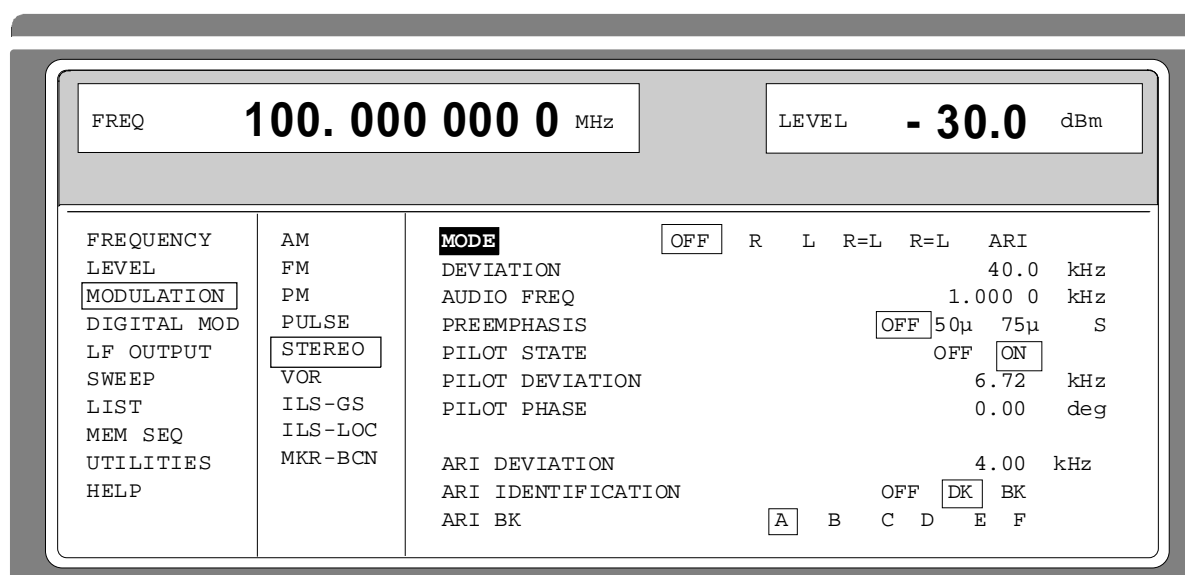 FREQ 100. 000 000 0 MHz LEVEL - 30.0 dBm
FREQUENCY
LEVEL
MODULATION
DIGITAL MOD
LF OUTPUT
SWEEP
LIST
MEM SEQ
UTILITIES
HELP
AM
FM
PM
PULSE
STEREO
VOR
ILS-GS
ILS-LOC
MKR-BCN
MODE OFF R L R=L R=L ARI
DEVIATION 40.0 kHz
AUDIO FREQ 1.000 0 kHz
PREEMPHASIS OFF 50µ 75µ S
PILOT STATE OFF ON
PILOT DEVIATION 6.72 kHz
PILOT PHASE 0.00 deg
ARI DEVIATION 4.00 kHz
ARI IDENTIFICATION OFF DK BK
ARI BK A B C D E F